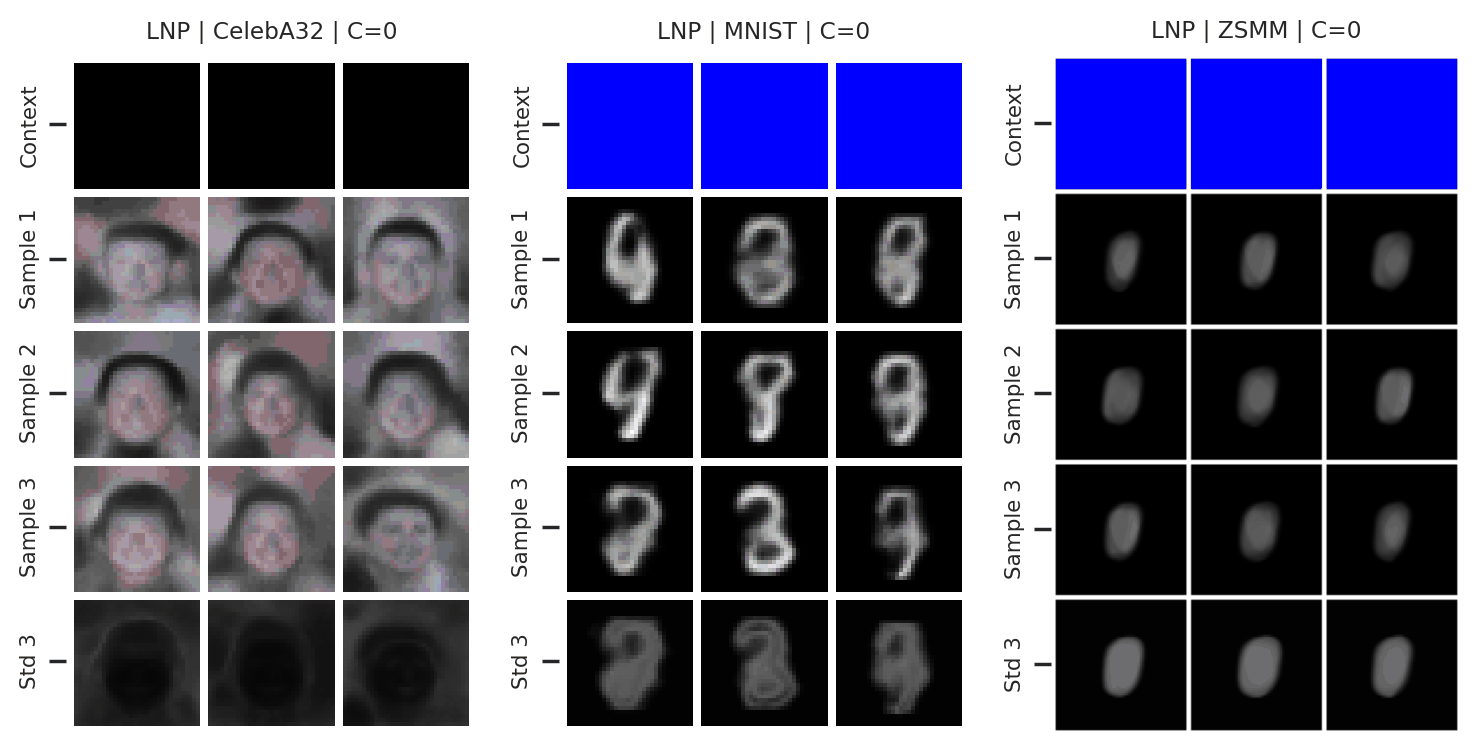 LNP | CelebA32 | C=0
Context
Sample 1
Sample 2
Sample 3
Std 3
LNP | MNIST | C=0
Context
Sample 1
Sample 2
Sample 3
Std 3
LNP | ZSMM | C=0
Context
Sample 1
Sample 2
Sample 3
Std 3